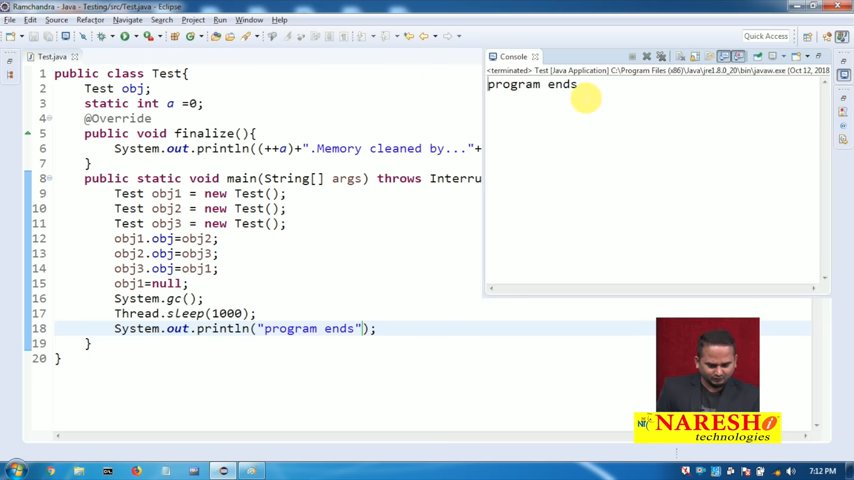 Ramchandra - Java - Testing/src/Test.java - Eclipse
File Edit Source Refactor Navigate Search Project Run Window Help
Quick Access
Test.java
Console
<terminated> Test [Java Application] C:\Program Files (x86)\Java\jre1.8.0_20\bin\javaw.exe (Oct 12, 2018
program ends
1 public class Test{
2 Test obj;
3 static int a =0;
4 @Override
5 public void finalize(){
6 System.out.println((++a)+".Memory cleaned by..."+
7 }
8 public static void main(String[] args) throws Interru
9 Test obj1 = new Test();
10 Test obj2 = new Test();
11 Test obj3 = new Test();
12 obj1.obj=obj2;
13 obj2.obj=obj3;
14 obj3.obj=obj1;
15 obj1=null;
16 System.gc();
17 Thread.sleep(1000);
18 System.out.println("program ends");
19 }
20 }
NARESH
technologies
7:12 PM